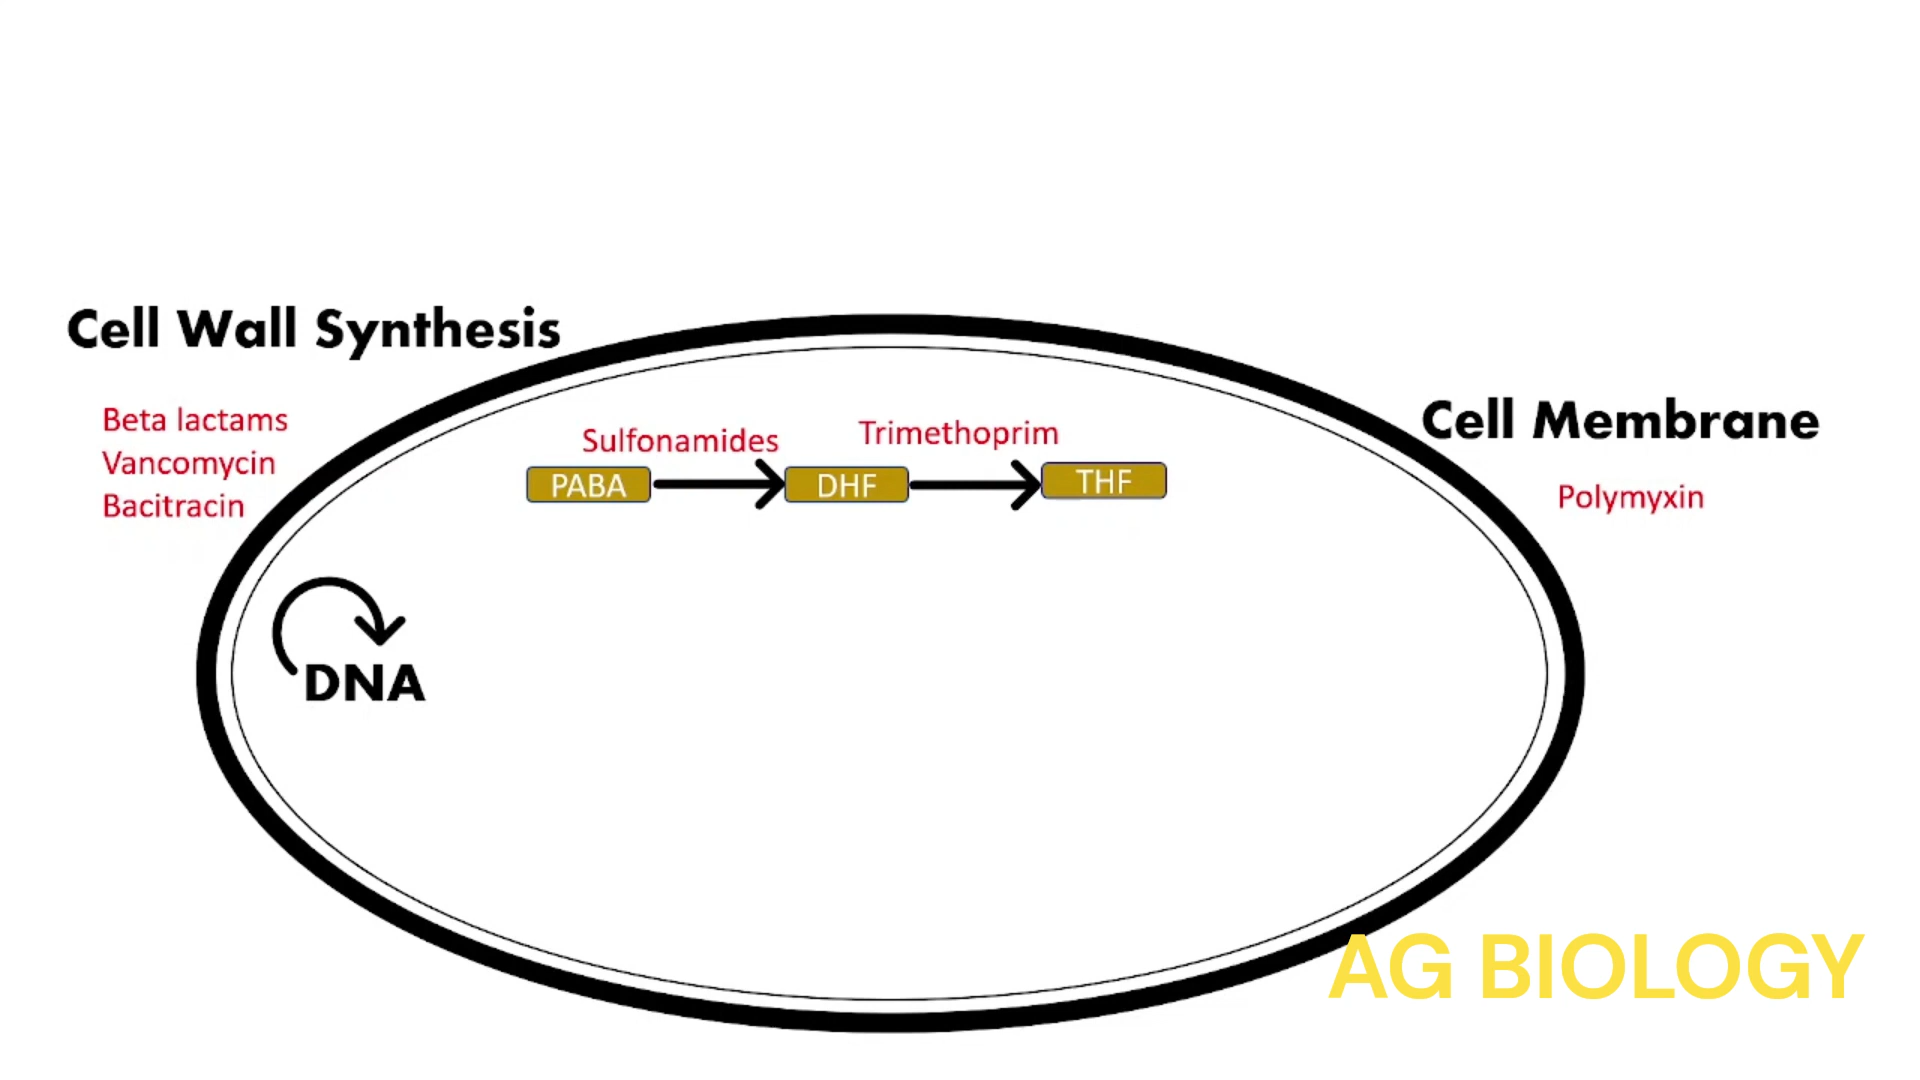 Cell Wall Synthesis
Beta lactams
Vancomycin
Bacitracin
Sulfonamides
Trimethoprim
PABA
DHF
THF
Cell Membrane
Polymyxin
DNA
AG BIOLOGY